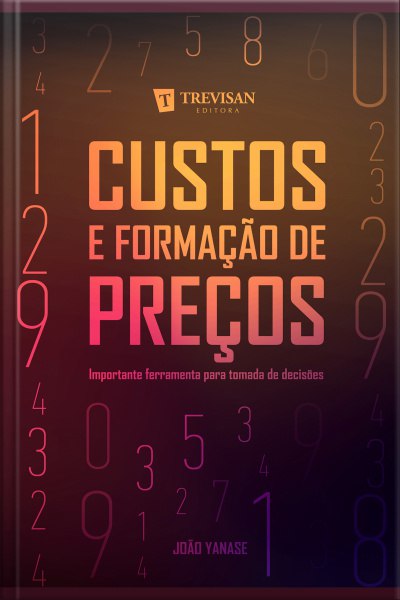 T TREVISAN
EDITORA
CUSTOS
E FORMAÇÃO DE
PREÇOS
Importante ferramenta para tomada de decisões
JOÃO YANASE